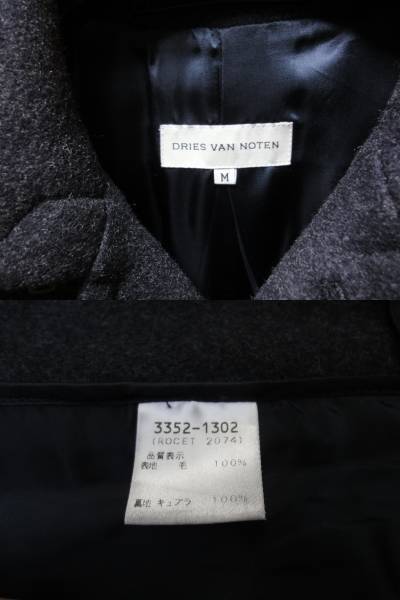 DRIES VAN NOTEN
M
3352-1302
(ROCET 2074)
品質表示
表地 毛 100%
裏地 キュプラ 100%